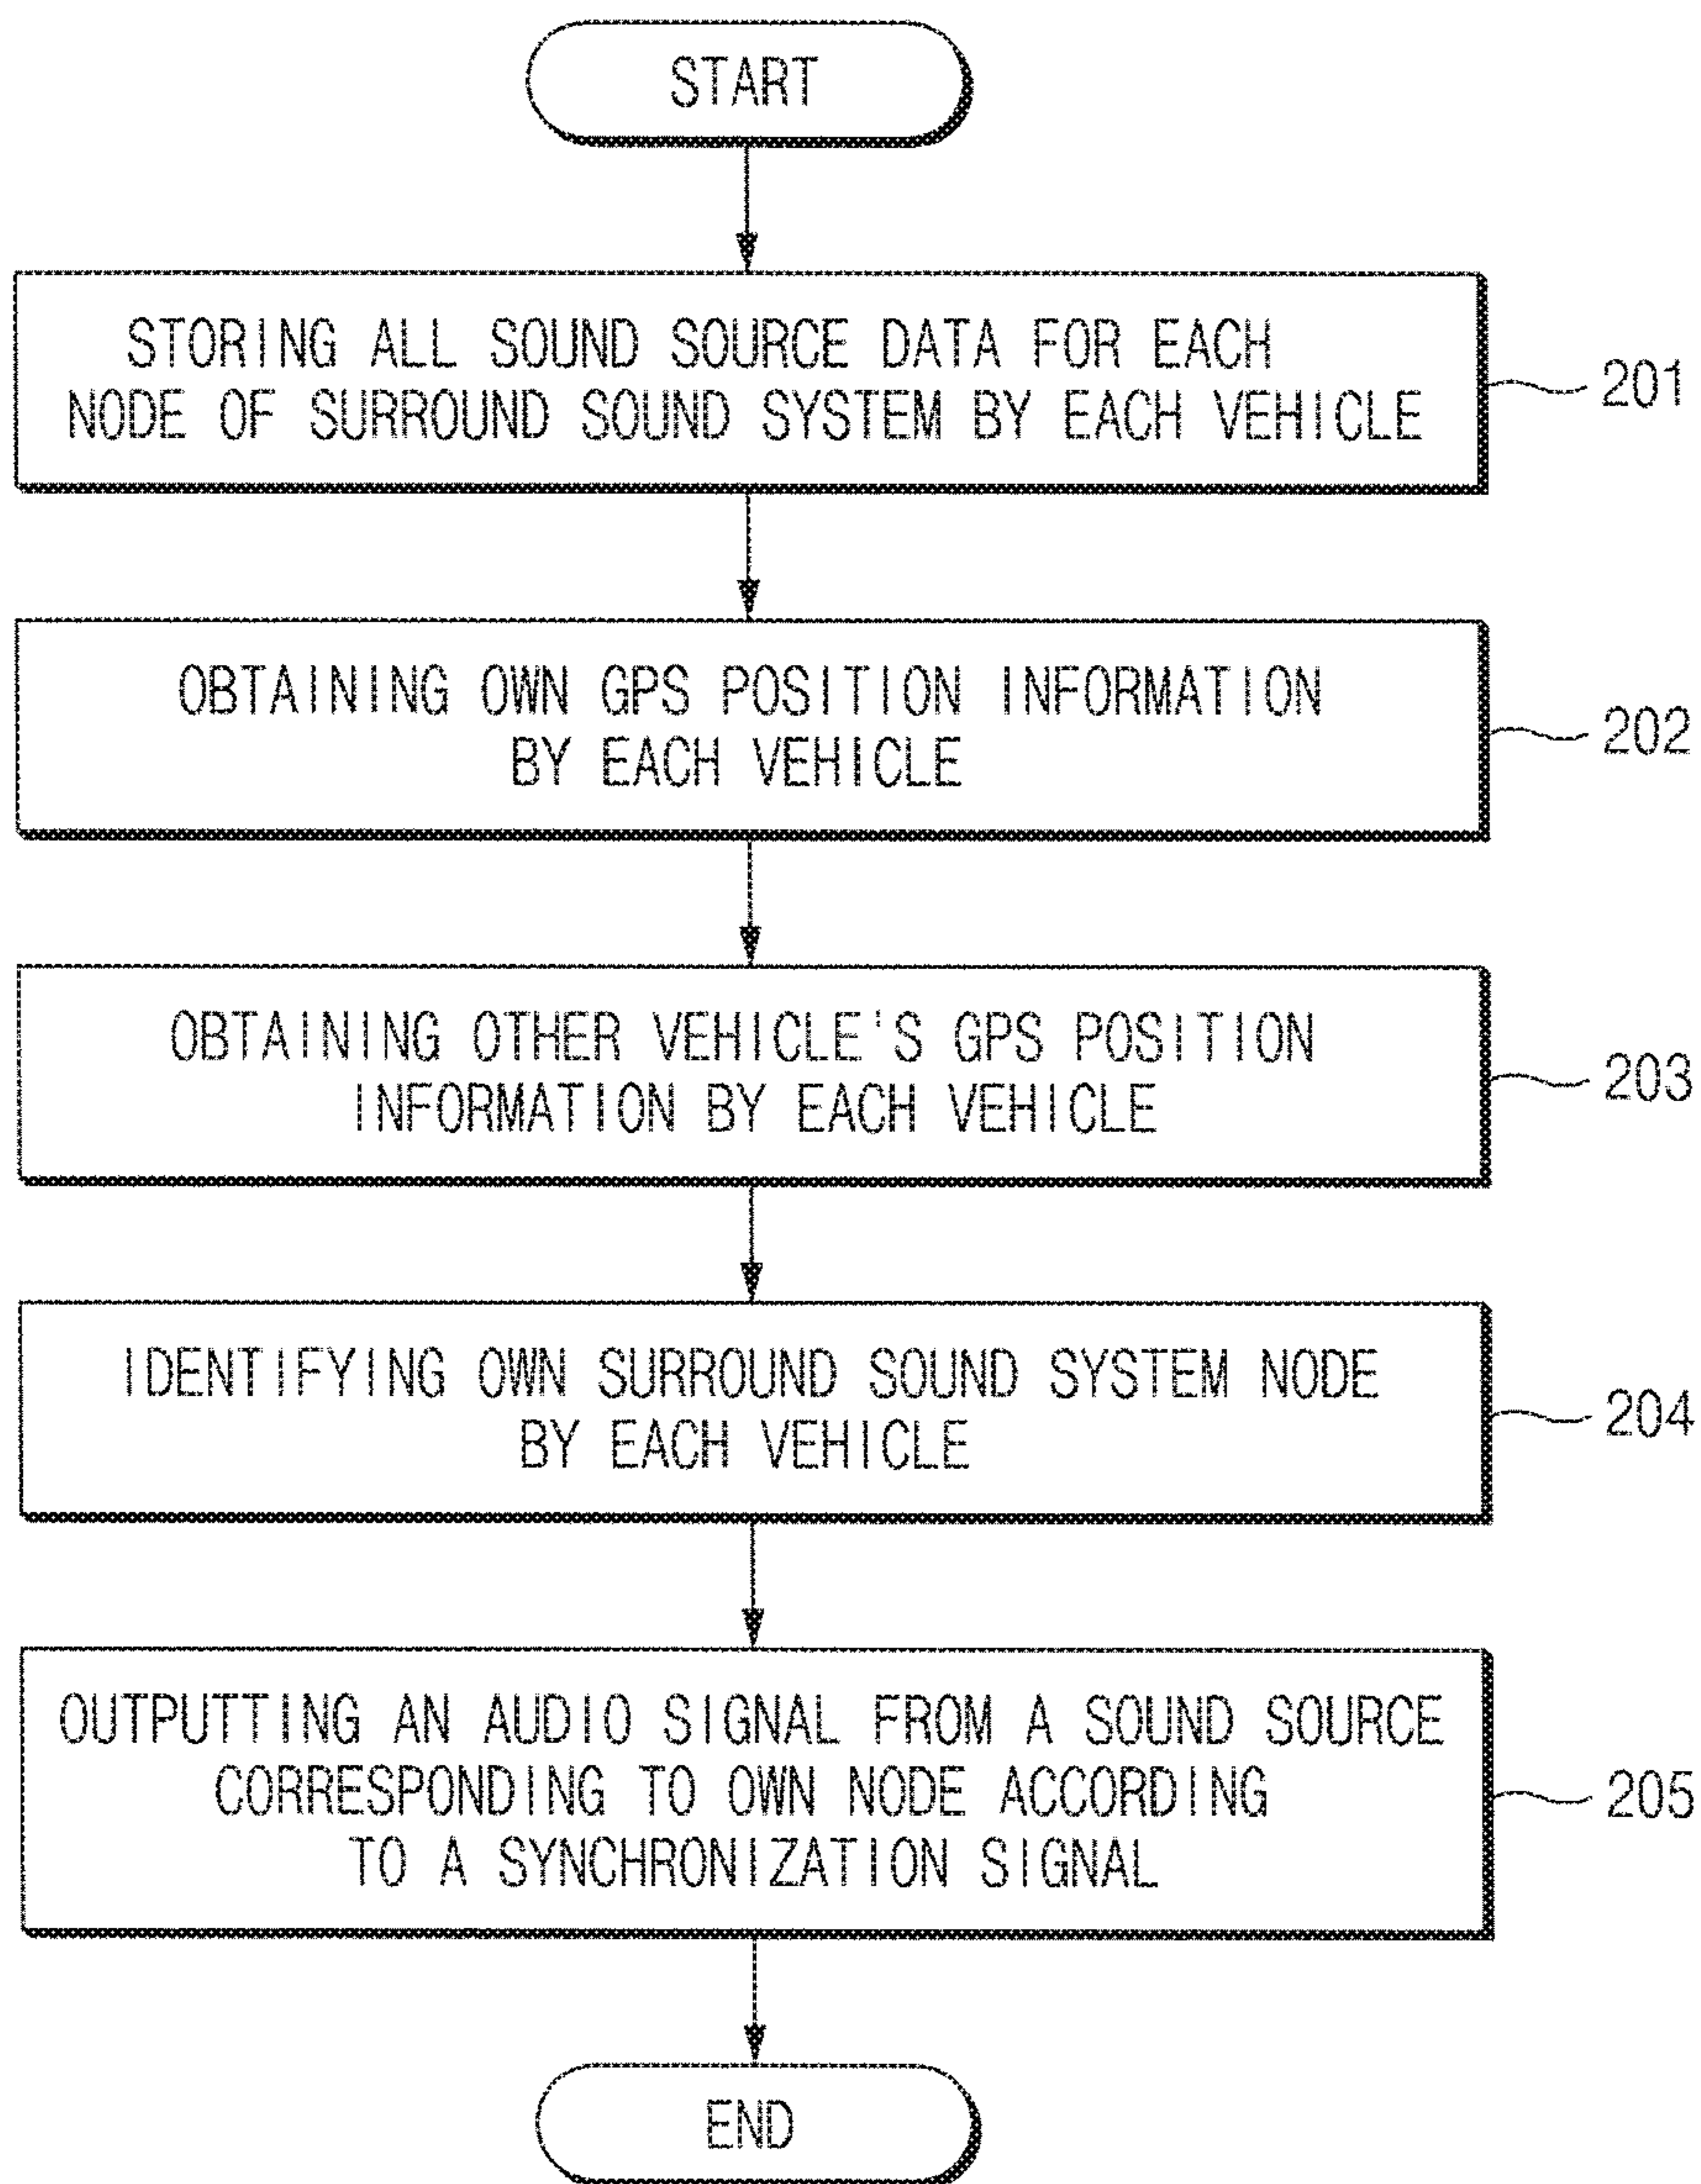 START
STORING ALL SOUND SOURCE DATA FOR EACH
NODE OF SURROUND SOUND SYSTEM BY EACH VEHICLE
201
OBTAINING OWN GPS POSITION INFORMATION
BY EACH VEHICLE
202
OBTAINING OTHER VEHICLE'S GPS POSITION
INFORMATION BY EACH VEHICLE
203
IDENTIFYING OWN SURROUND SOUND SYSTEM NODE
BY EACH VEHICLE
204
OUTPUTTING AN AUDIO SIGNAL FROM A SOUND SOURCE
CORRESPONDING TO OWN NODE ACCORDING
TO A SYNCHRONIZATION SIGNAL
205
END